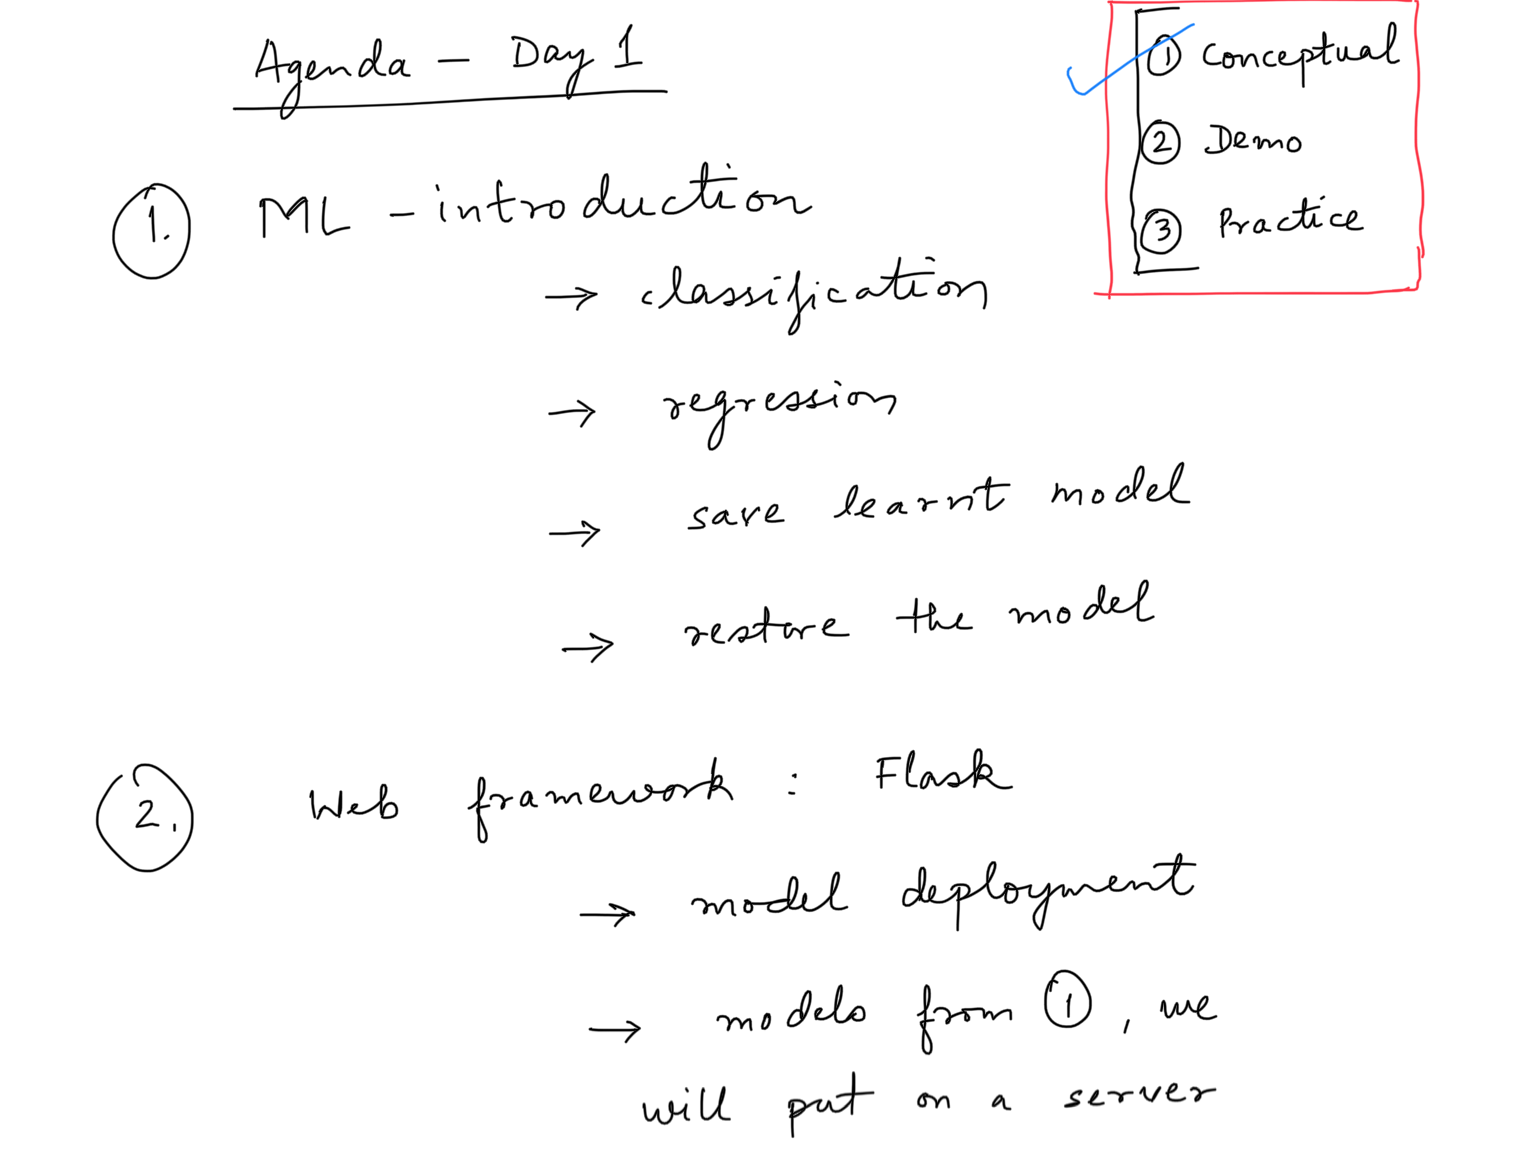 Agenda - Day 1
① Conceptual
② Demo
③ Practice
1. ML - introduction
→ classification
→ regression
→ save learnt model
→ restore the model
2. Web framework : Flask
→ model deployment
→ models from ①, we
will put on a server